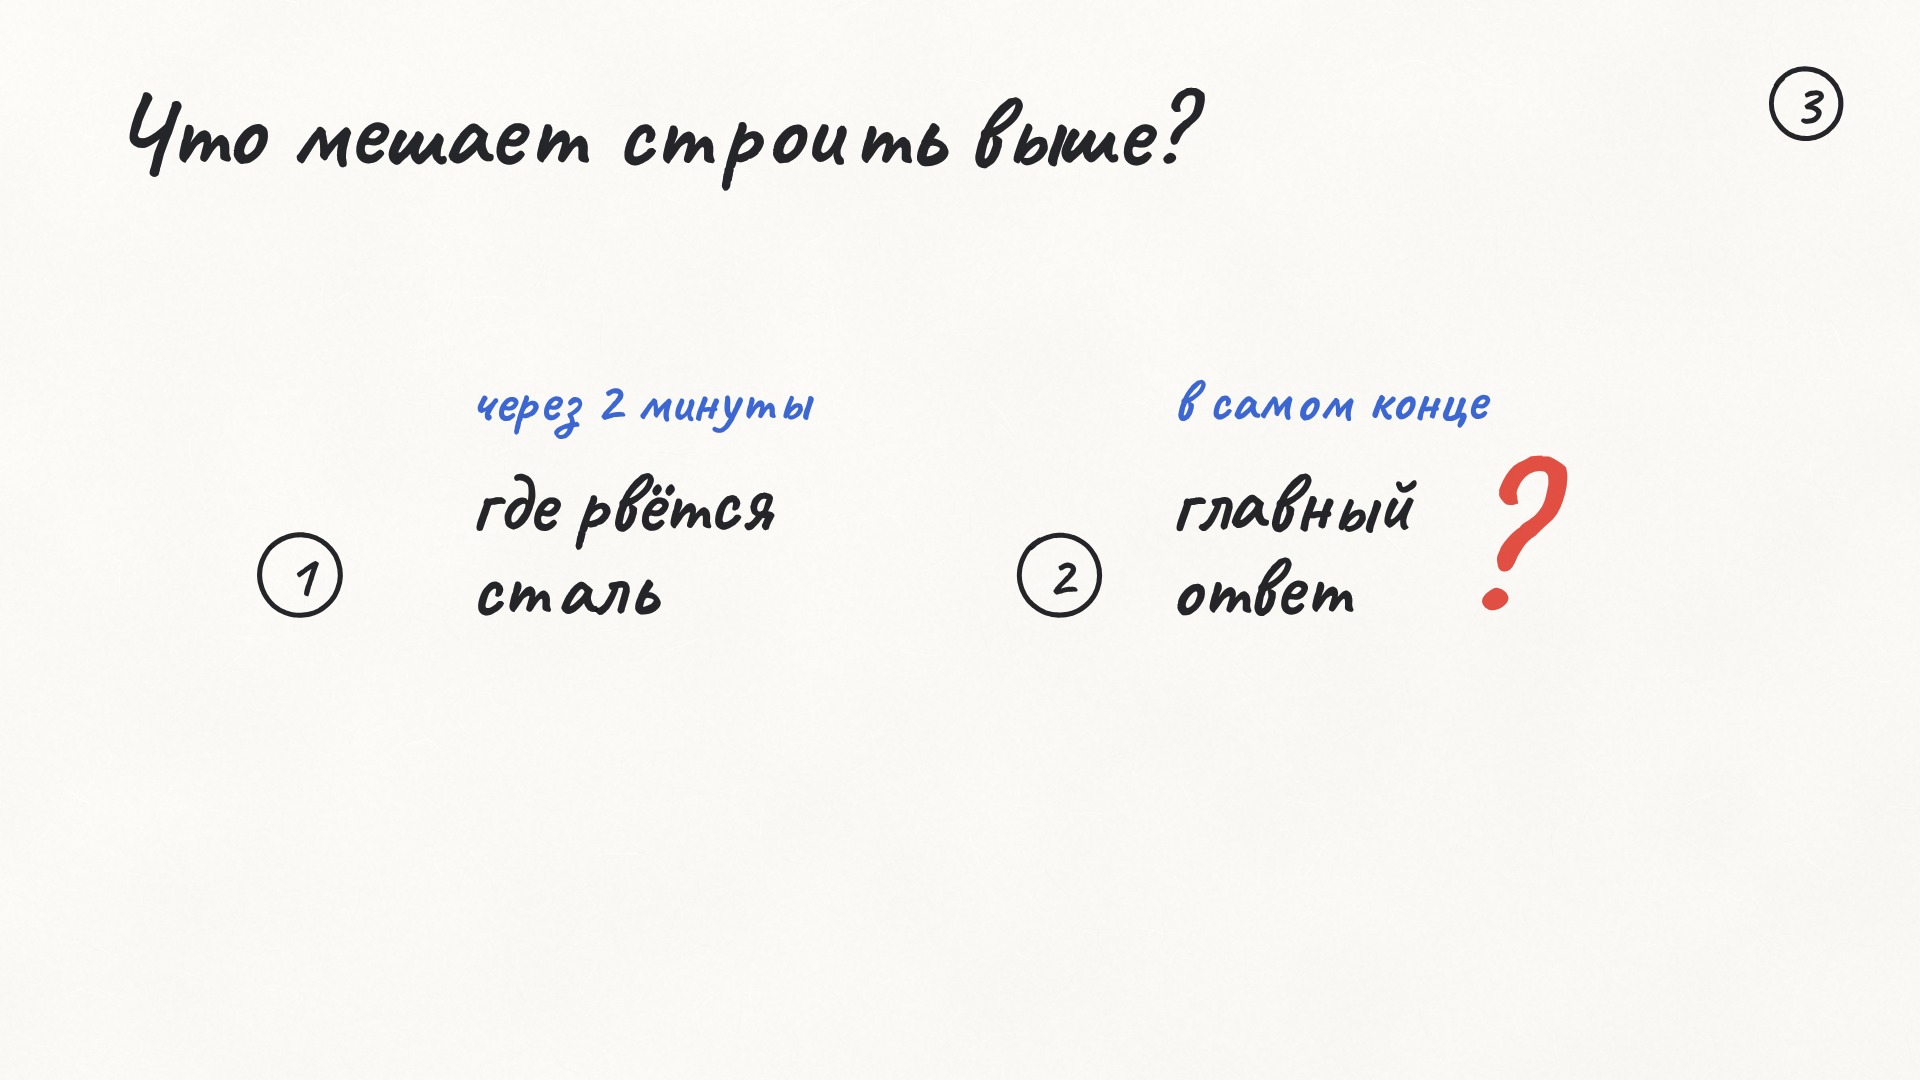 Что мешает строить выше?
3
1
через 2 минуты
где рвётся
сталь
2
в самом конце
главный
ответ
?